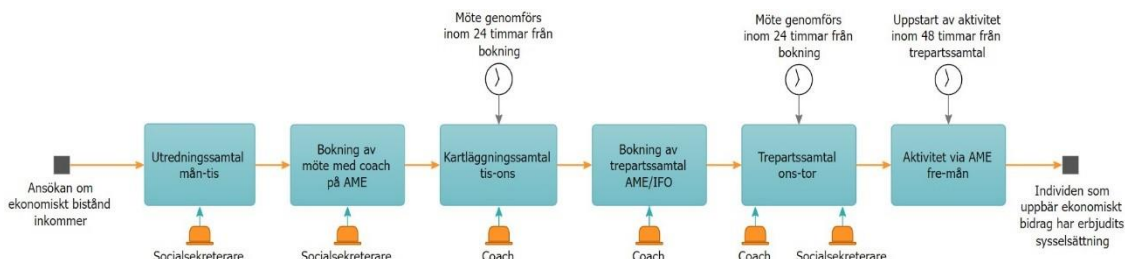 Möte genomförs
inom 24 timmar från
bokning
Möte genomförs
inom 24 timmar från
bokning
Uppstart av aktivitet
inom 48 timmar från
trepartssamtal
Ansökan om
ekonomiskt bistånd
inkommer
Utredningssamtal
mån-tis
Bokning av
möte med coach
på AME
Kartläggningssamtal
tis-ons
Bokning av
trepartssamtal
AME/IFO
Trepartssamtal
ons-tor
Aktivitet via AME
fre-mån
Individen som
uppbär ekonomiskt
bidrag har erbjudits
sysselsättning
Socialsekreterare
Socialsekreterare
Coach
Coach
Coach
Socialsekreterare